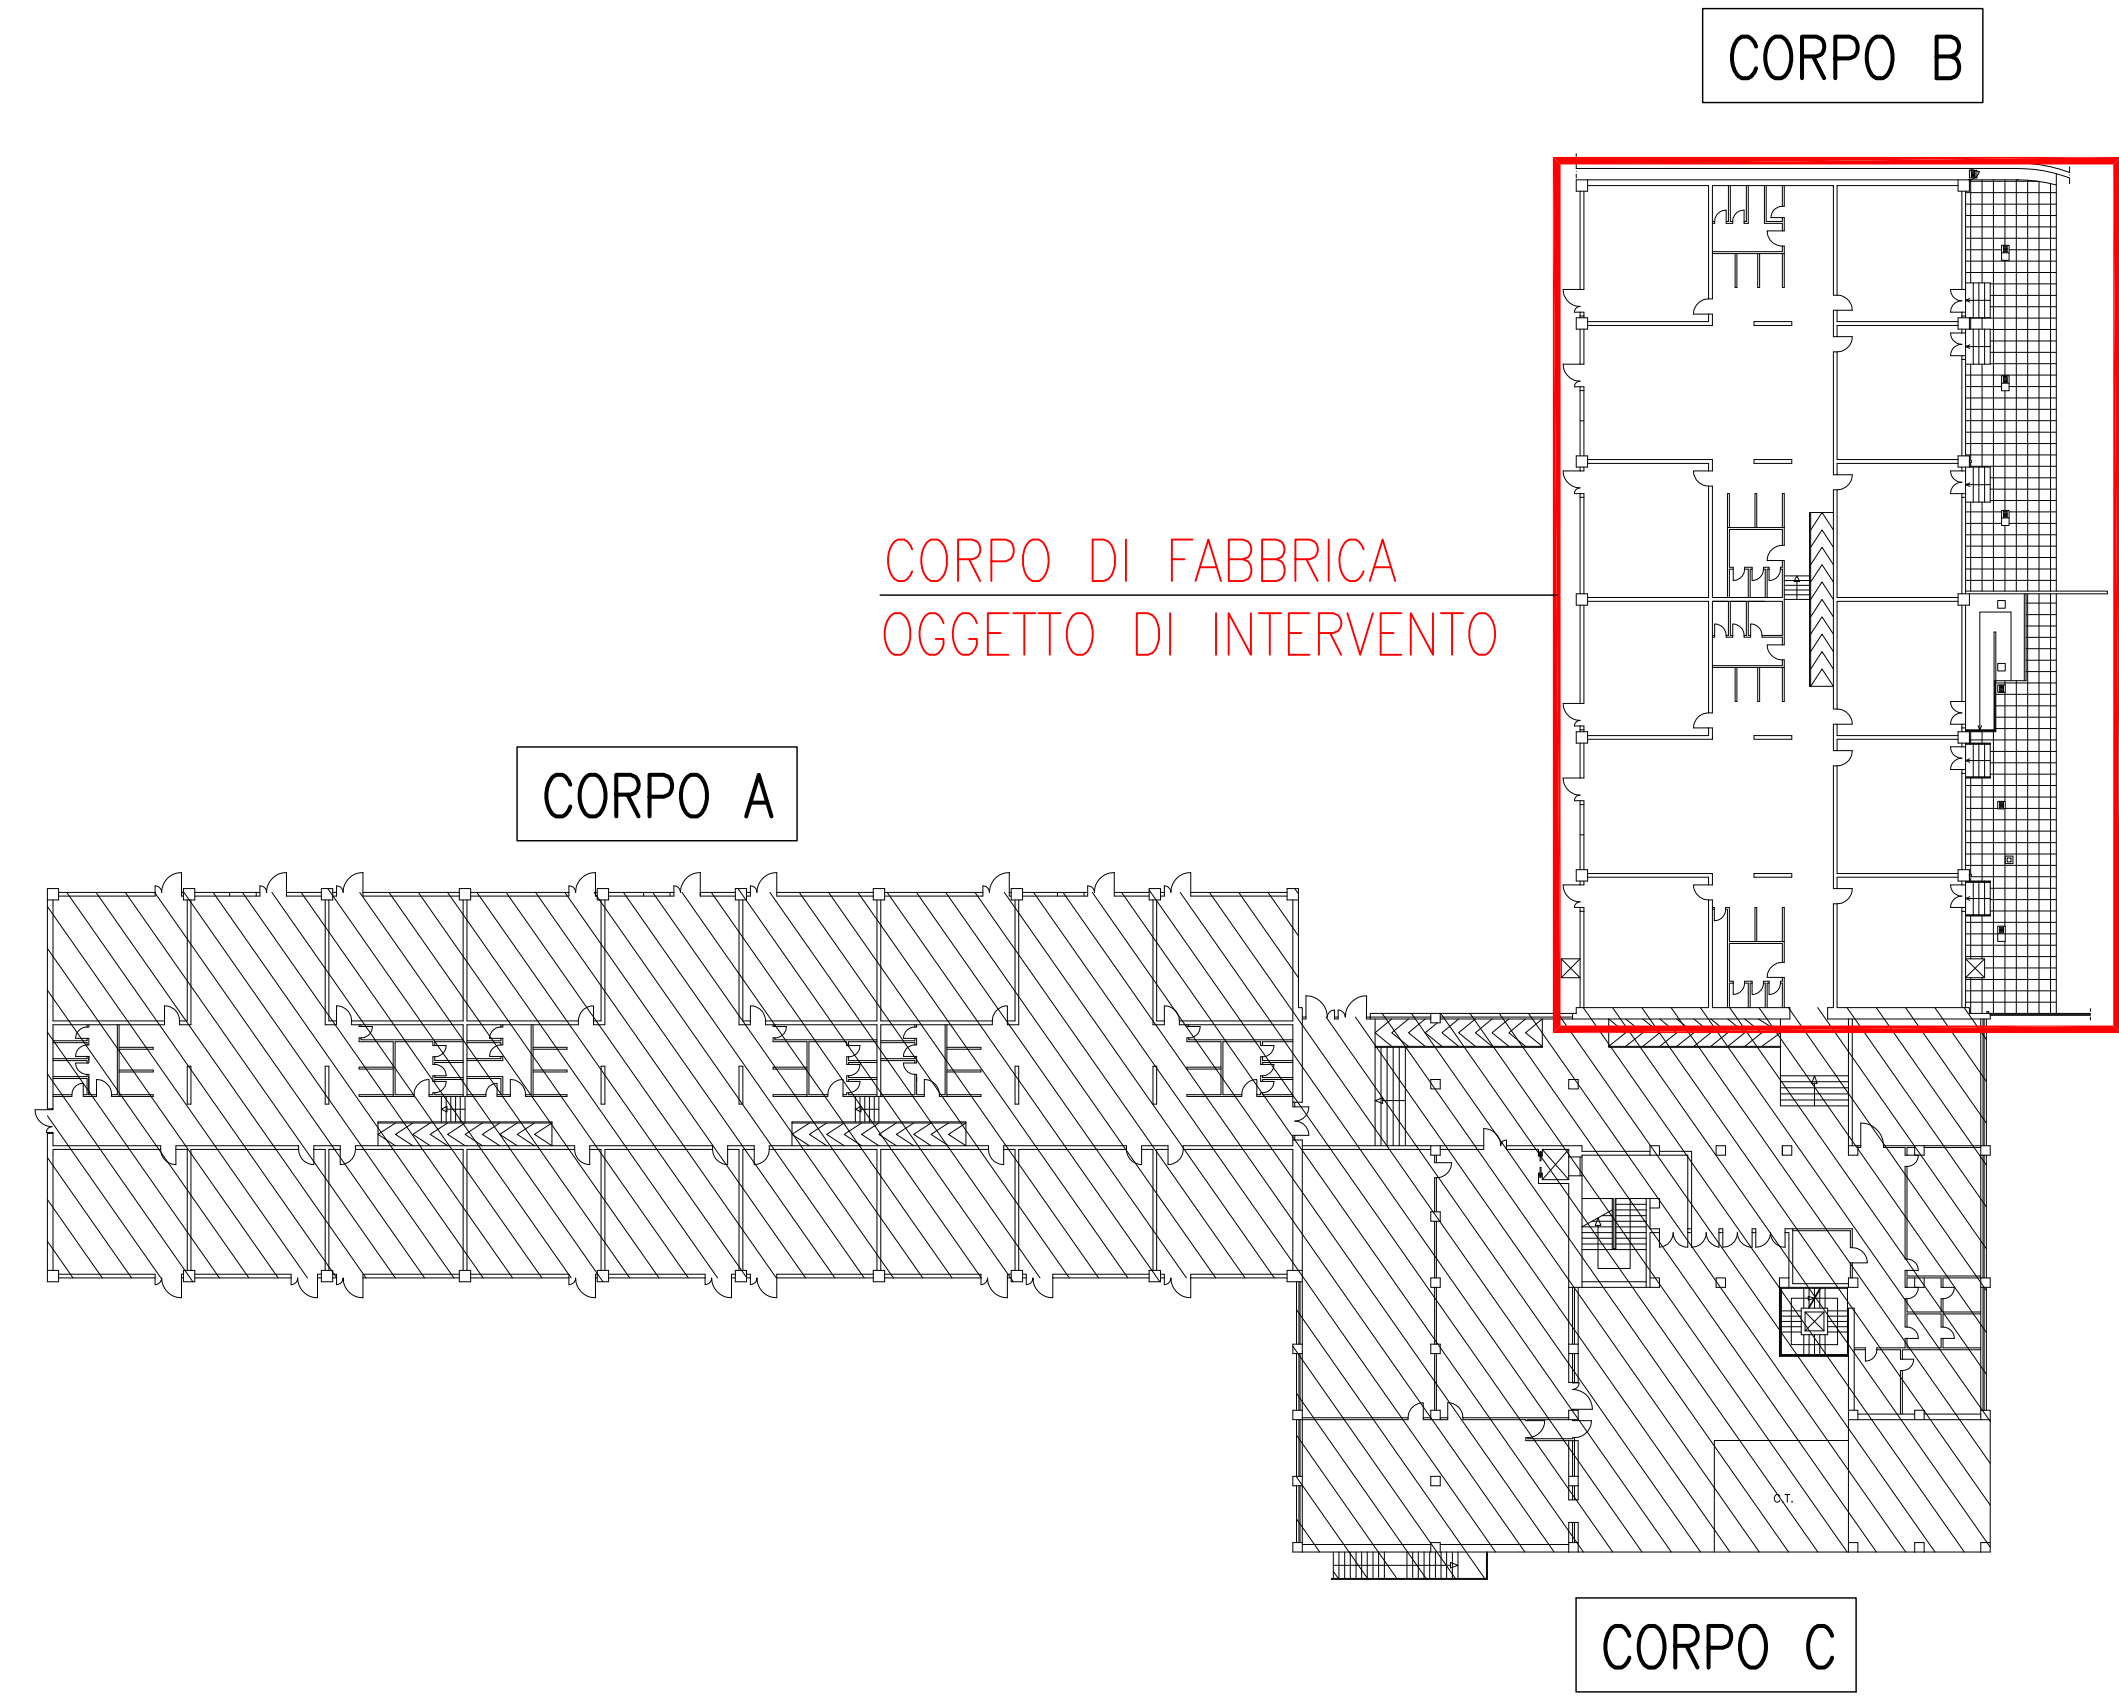 CORPO B
CORPO DI FABBRICA
OGGETTO DI INTERVENTO
CORPO A
C.T.
CORPO C